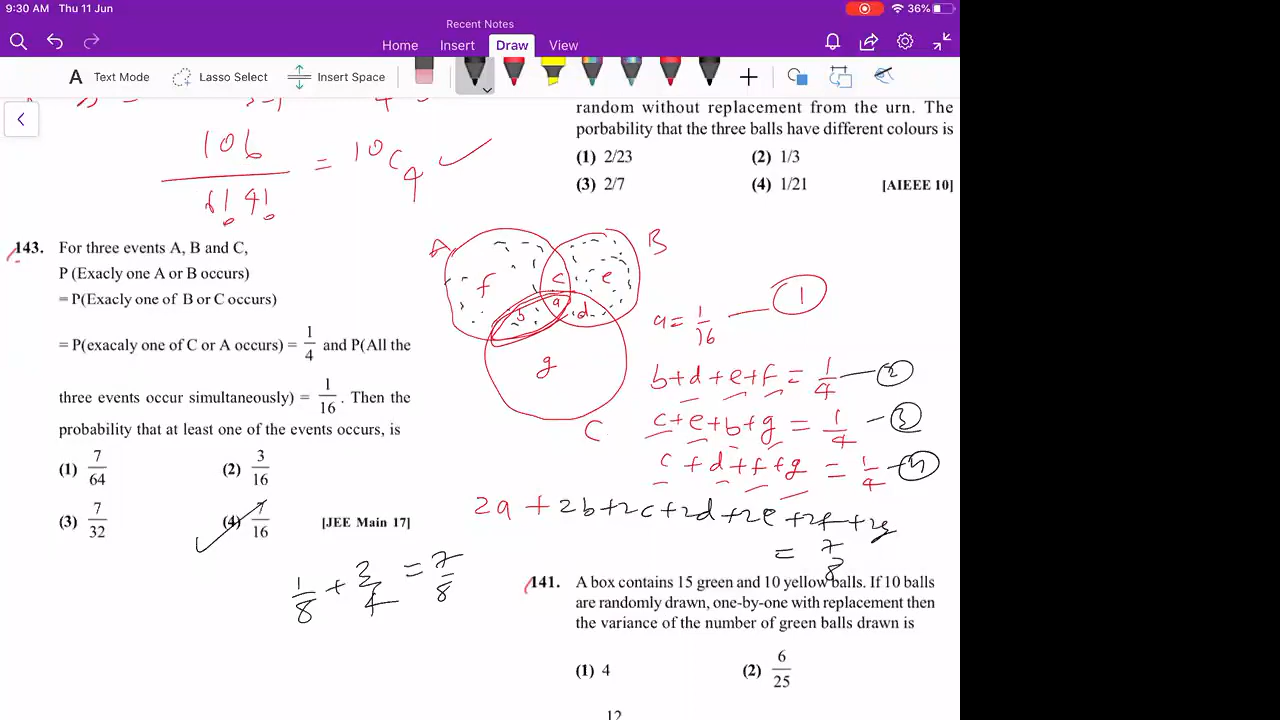 9:30 AM Thu 11 Jun
36%
Recent Notes
Home Insert Draw View
A Text Mode Lasso Select Insert Space
106 / 6! 4! = 10C4
random without replacement from the urn. The
porbability that the three balls have different colours is
(1) 2/23 (2) 1/3
(3) 2/7 (4) 1/21 [AIEEE 10]
143. For three events A, B and C,
P (Exacly one A or B occurs)
= P(Exacly one of B or C occurs)
= P(exacaly one of C or A occurs) = 1/4 and P(All the
three events occur simultaneously) = 1/16. Then the
probability that at least one of the events occurs, is
(1) 7/64 (2) 3/16
(3) 7/32 (4) 7/16 [JEE Main 17]
1/8 + 3/4 = 7/8
A B
f c e
b a d
g
C
a = 1/16 — 1
b+d+e+f = 1/4 — 2
c+e+b+g = 1/4 — 3
c+d+f+g = 1/4 — 4
2a + 2b+2c+2d+2e+2f+2g
= 7/8
141. A box contains 15 green and 10 yellow balls. If 10 balls
are randomly drawn, one-by-one with replacement then
the variance of the number of green balls drawn is
(1) 4 (2) 6/25
12